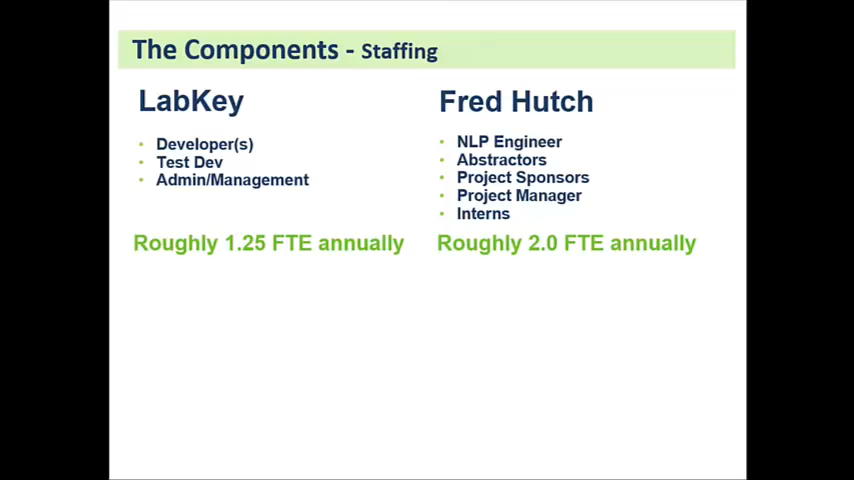 The Components - Staffing
LabKey
• Developer(s)
• Test Dev
• Admin/Management
Roughly 1.25 FTE annually
Fred Hutch
• NLP Engineer
• Abstractors
• Project Sponsors
• Project Manager
• Interns
Roughly 2.0 FTE annually